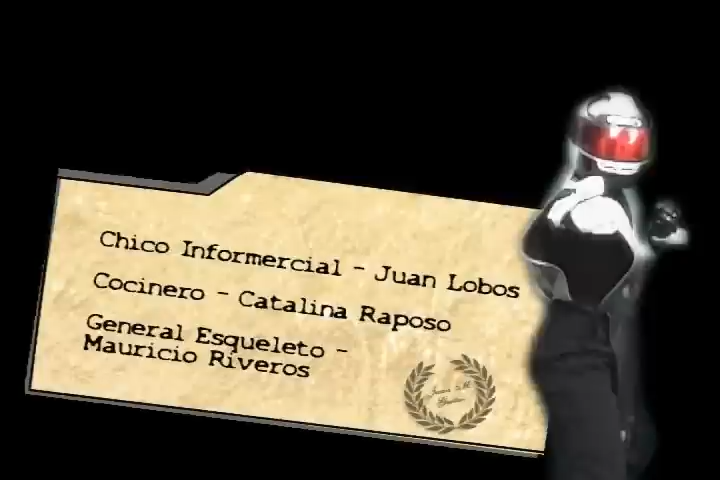 Chico Informercial - Juan Lobos
Cocinero - Catalina Raposo
General Esqueleto -
Mauricio Riveros